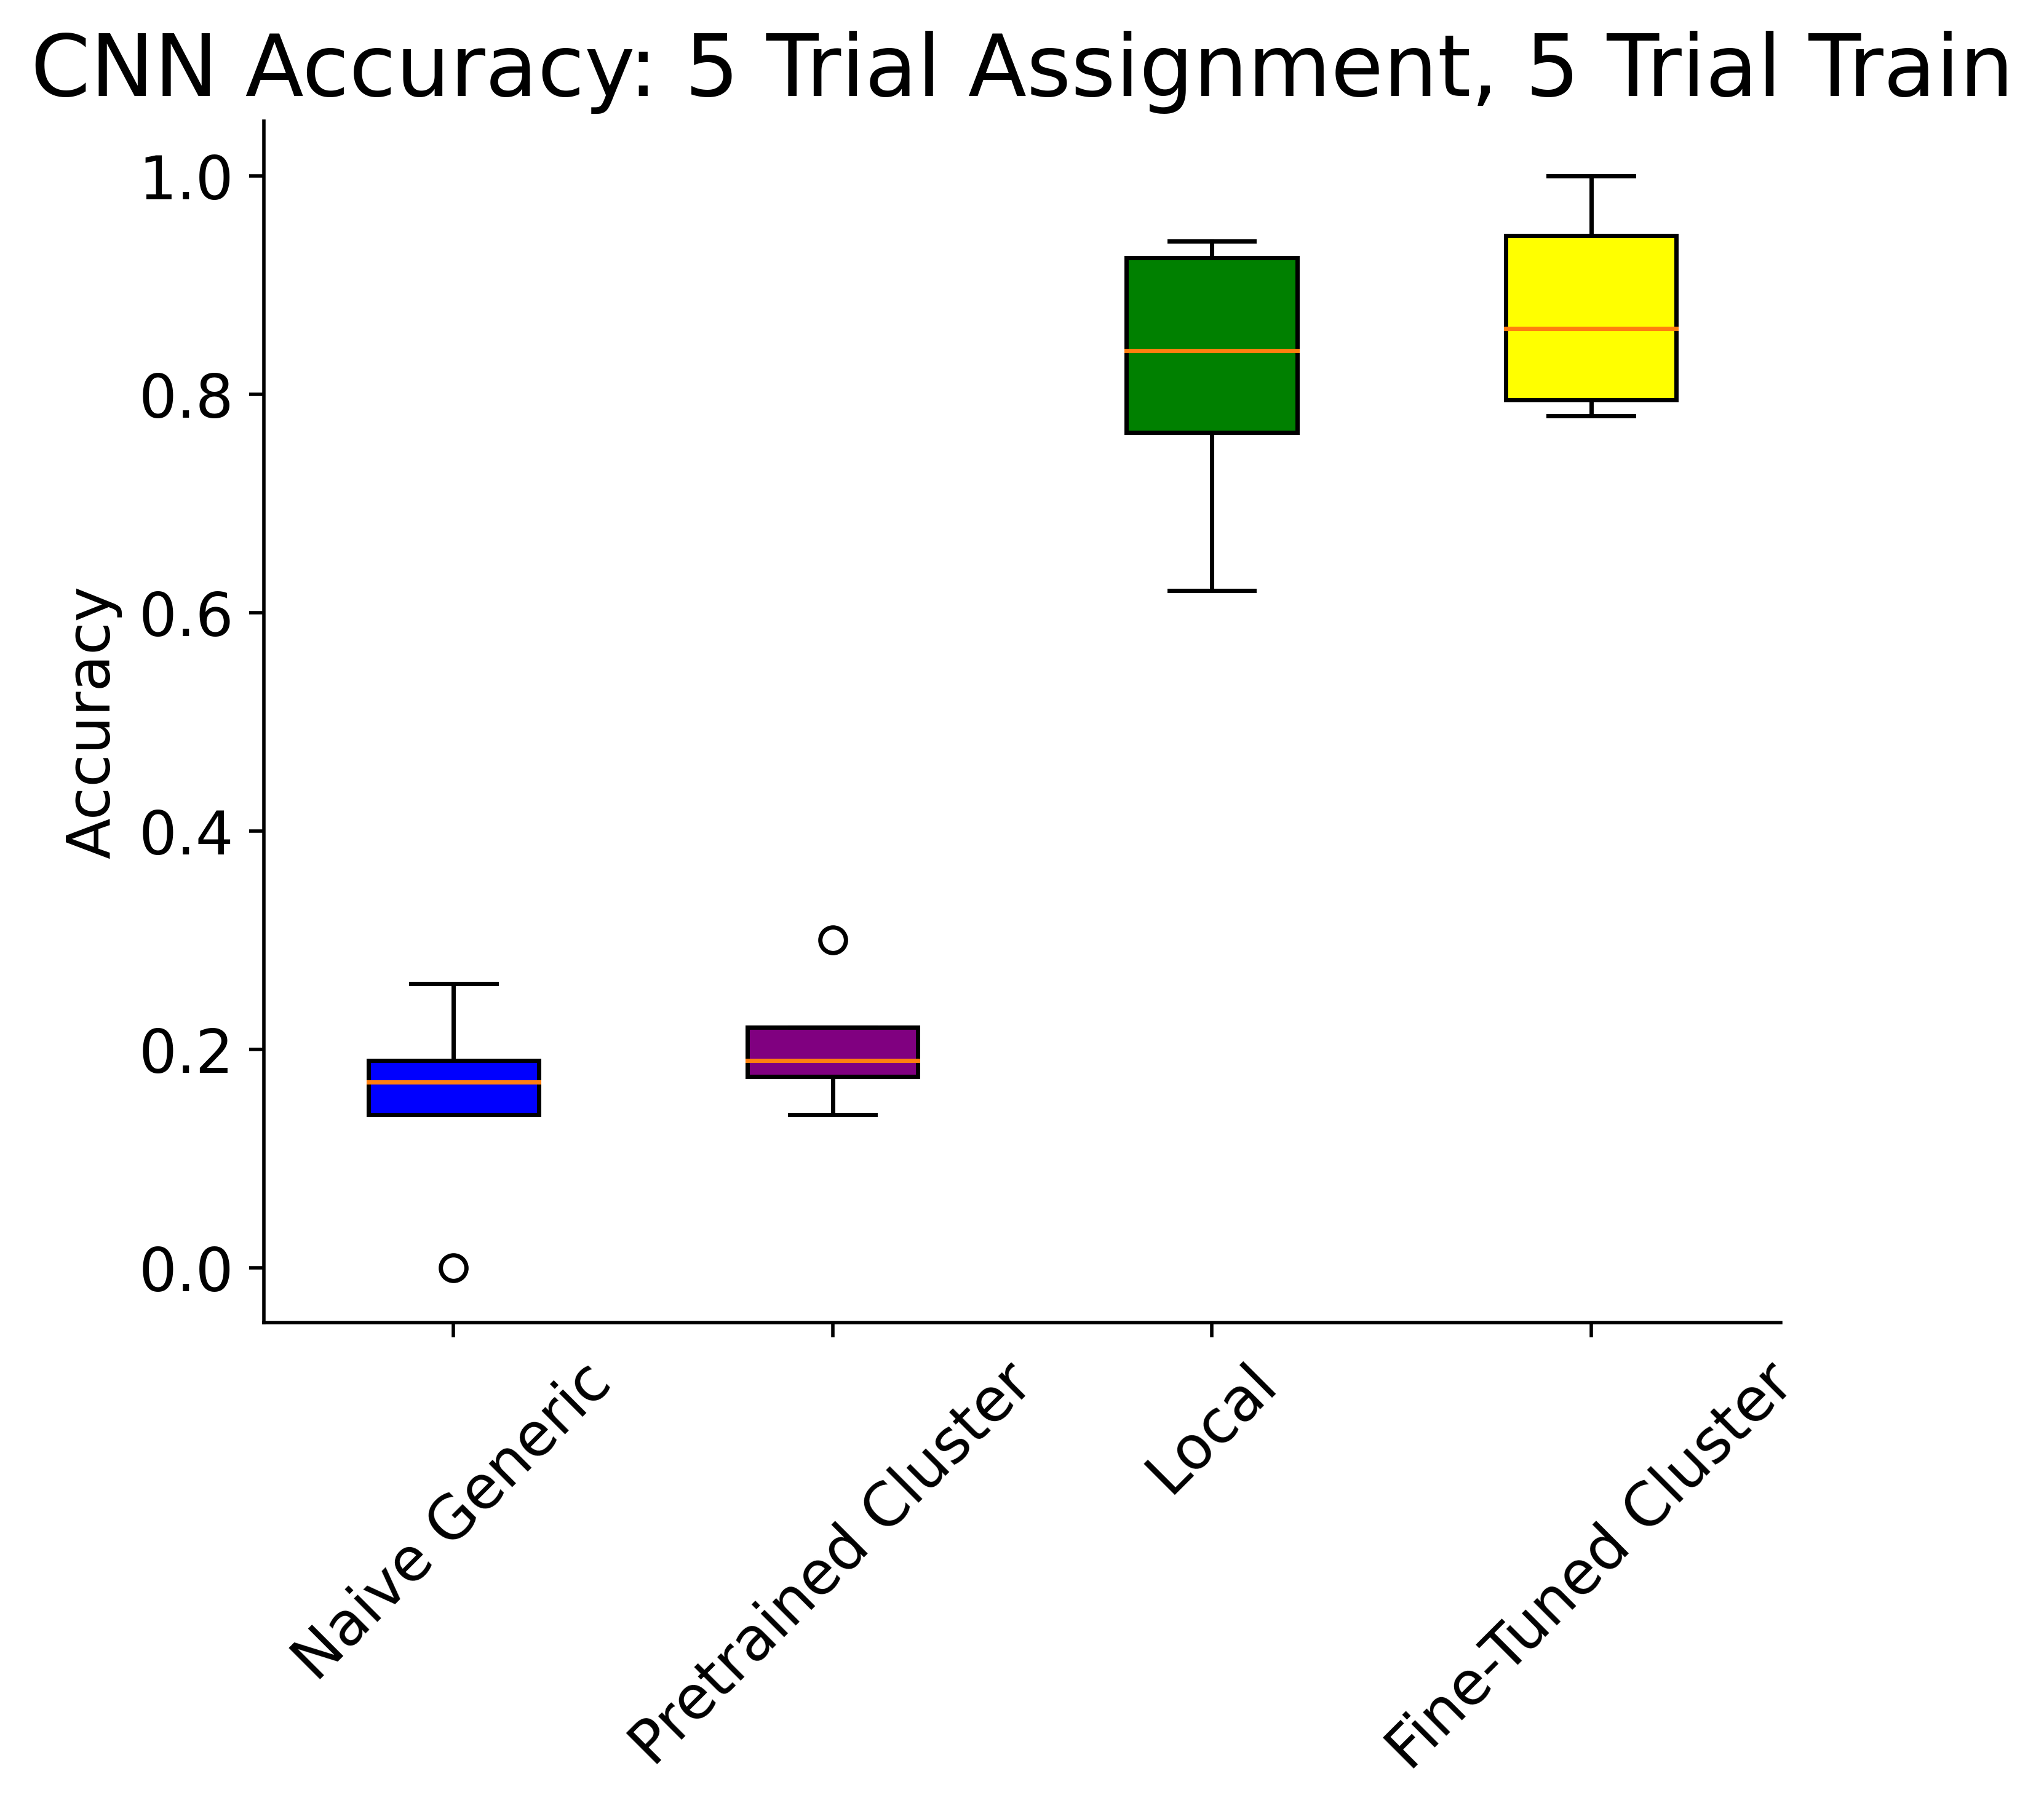 CNN Accuracy: 5 Trial Assignment, 5 Trial Train
Accuracy
1.0
0.8
0.6
0.4
0.2
0.0
Naive Generic
Pretrained Cluster
Local
Fine-Tuned Cluster